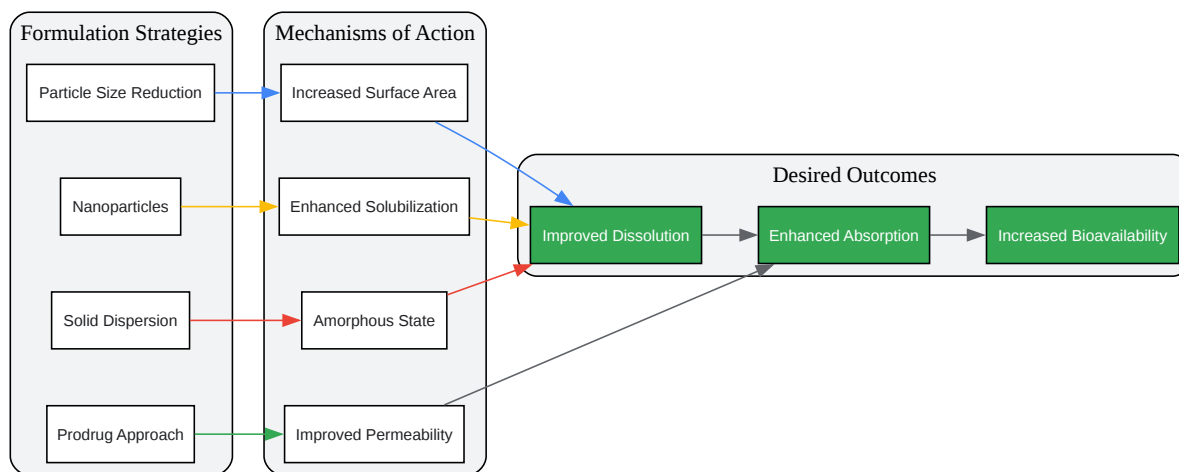 Formulation Strategies
Particle Size Reduction
Nanoparticles
Solid Dispersion
Prodrug Approach
Mechanisms of Action
Increased Surface Area
Enhanced Solubilization
Amorphous State
Improved Permeability
Desired Outcomes
Improved Dissolution
Enhanced Absorption
Increased Bioavailability